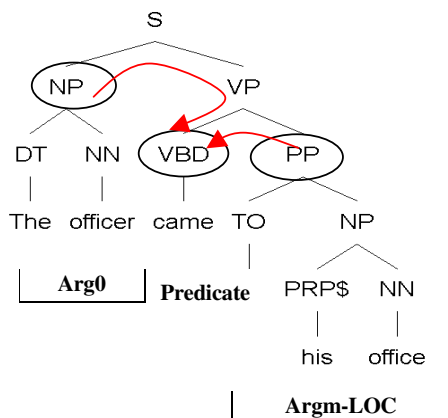 S
NP VP
DT NN VBD PP
The officer came TO NP
Arg0 Predicate PRP$ NN
his office
Argm-LOC